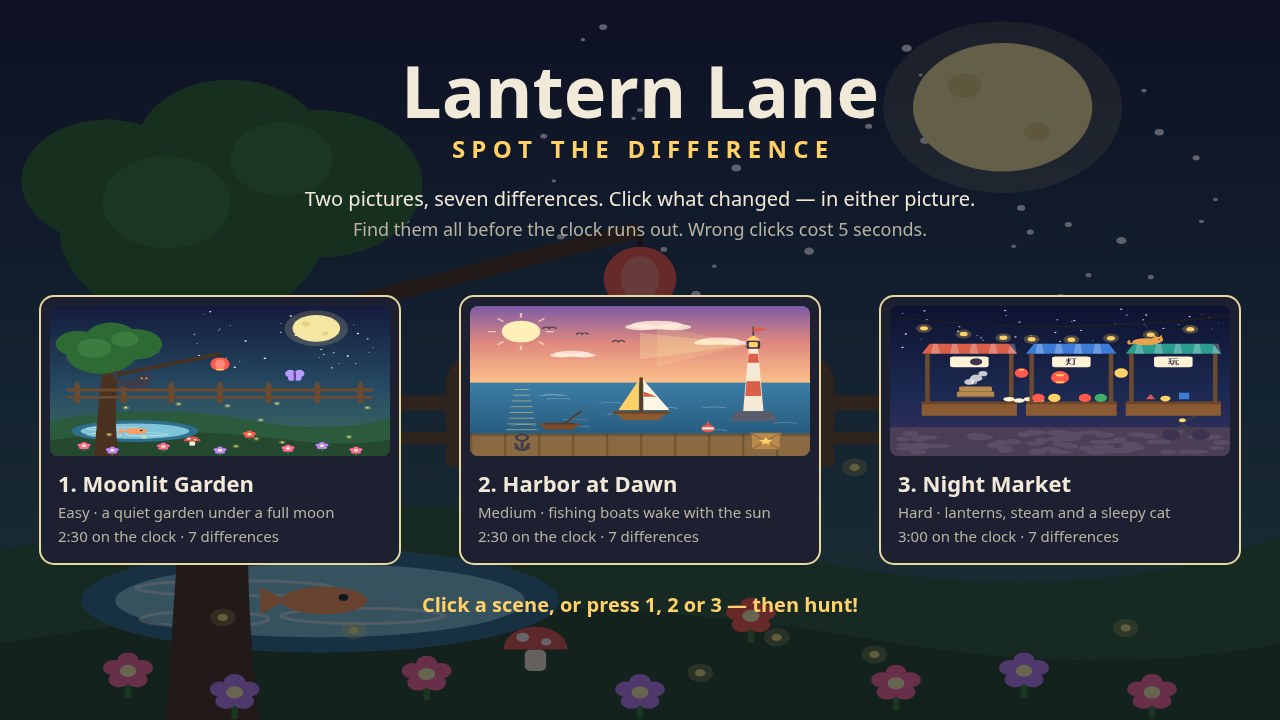 Lantern Lane
SPOT THE DIFFERENCE
Two pictures, seven differences. Click what changed — in either picture.
Find them all before the clock runs out. Wrong clicks cost 5 seconds.
灯
玩
1. Moonlit Garden
Easy · a quiet garden under a full moon
2:30 on the clock · 7 differences
2. Harbor at Dawn
Medium · fishing boats wake with the sun
2:30 on the clock · 7 differences
3. Night Market
Hard · lanterns, steam and a sleepy cat
3:00 on the clock · 7 differences
Click a scene, or press 1, 2 or 3 — then hunt!